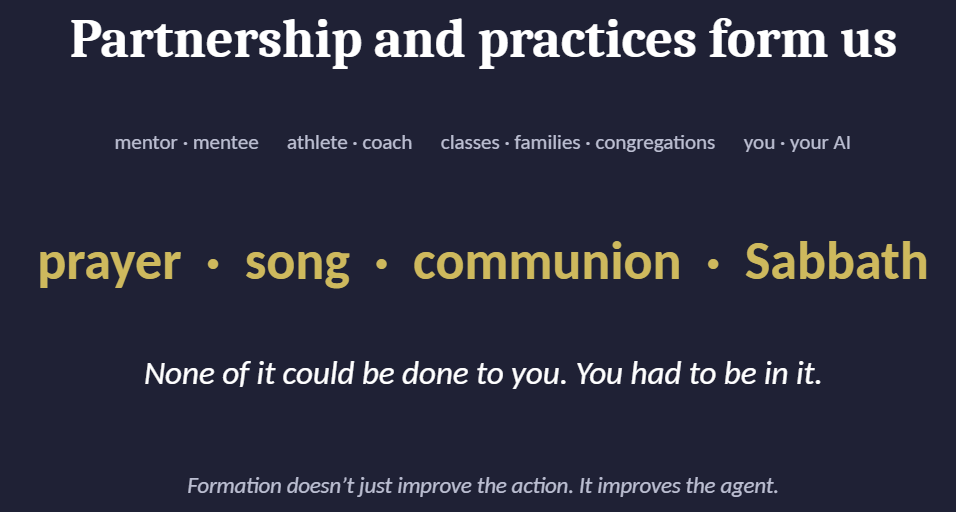 Partnership and practices form us
mentor · mentee athlete · coach classes · families · congregations you · your AI
prayer · song · communion · Sabbath
None of it could be done to you. You had to be in it.
Formation doesn’t just improve the action. It improves the agent.